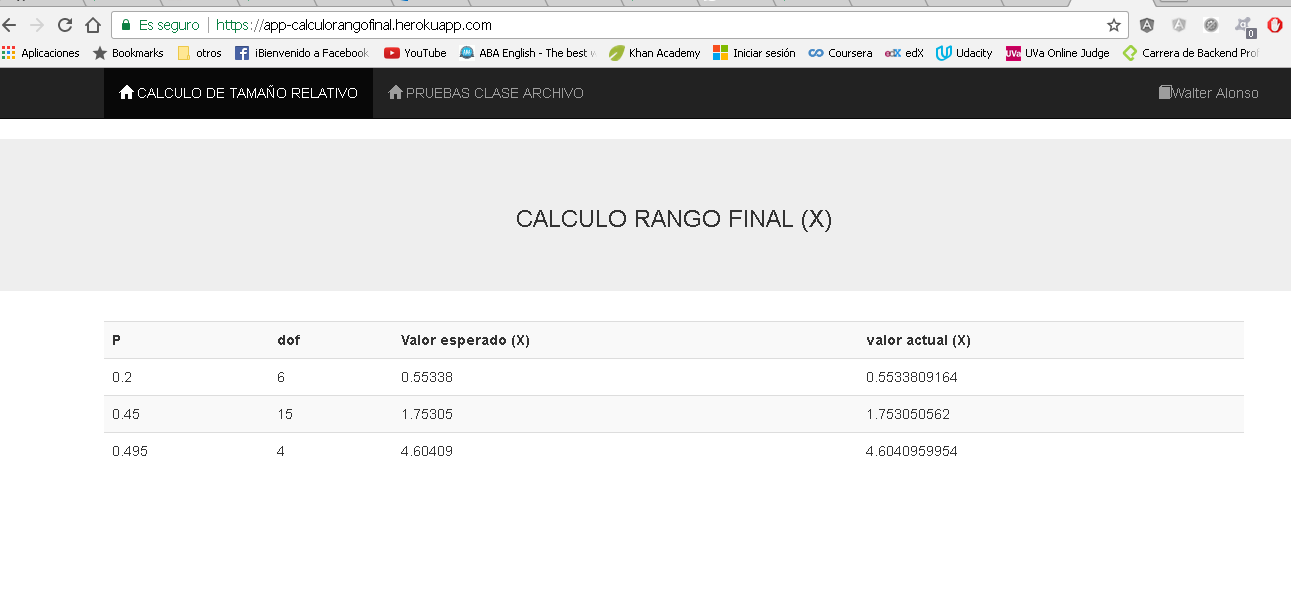 Es seguro | https://app-calculorangofinal.herokuapp.com
0
Aplicaciones Bookmarks otros ¡Bienvenido a Facebook YouTube ABA English - The best Khan Academy Iniciar sesión Coursera edX edX Udacity UVa UVa Online Judge Carrera de Backend
CALCULO DE TAMAÑO RELATIVO PRUEBAS CLASE ARCHIVO Walter Alonso
CALCULO RANGO FINAL (X)
P dof Valor esperado (X) valor actual (X)
0.2 6 0.55338 0.5533809164
0.45 15 1.75305 1.753050562
0.495 4 4.60409 4.6040959954